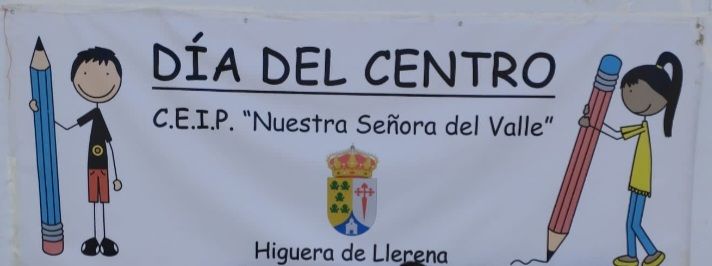 DÍA DEL CENTRO
C.E.I.P. "Nuestra Señora del Valle"
Higuera de Llerena